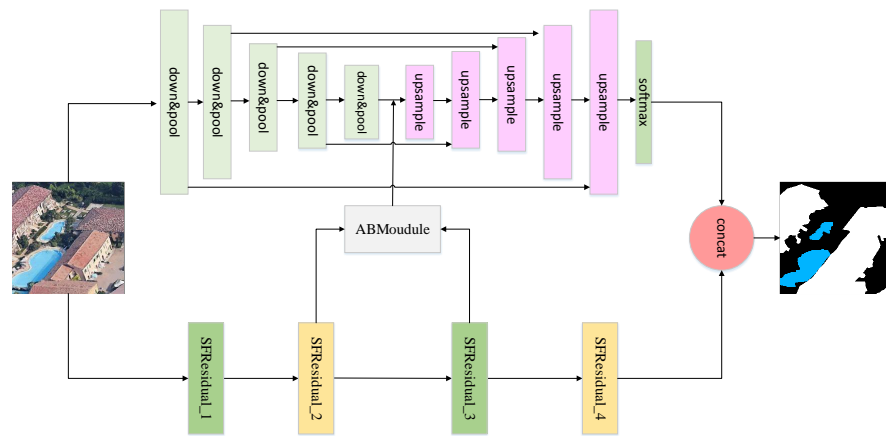 down&pool
down&pool
down&pool
down&pool
down&pool
upsample
upsample
upsample
upsample
upsample
softmax
ABMoudule
concat
SFResidual_1
SFResidual_2
SFResidual_3
SFResidual_4